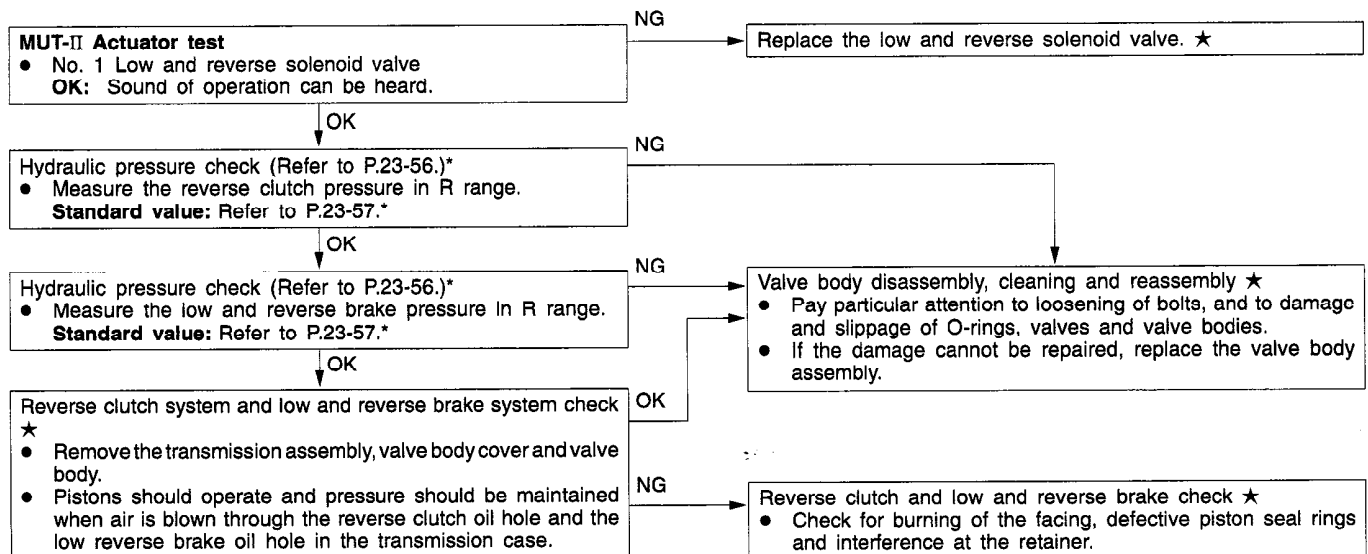 MUT-II Actuator test
● No. 1 Low and reverse solenoid valve
OK: Sound of operation can be heard.
NG
Replace the low and reverse solenoid valve. ★
OK
Hydraulic pressure check (Refer to P.23-56.)*
● Measure the reverse clutch pressure in R range.
Standard value: Refer to P.23-57.*
NG
OK
Hydraulic pressure check (Refer to P.23-56.)*
● Measure the low and reverse brake pressure in R range.
Standard value: Refer to P.23-57.*
NG
Valve body disassembly, cleaning and reassembly ★
● Pay particular attention to loosening of bolts, and to damage
and slippage of O-rings, valves and valve bodies.
● If the damage cannot be repaired, replace the valve body
assembly.
OK
Reverse clutch system and low and reverse brake system check
★
● Remove the transmission assembly, valve body cover and valve
body.
● Pistons should operate and pressure should be maintained
when air is blown through the reverse clutch oil hole and the
low reverse brake oil hole in the transmission case.
OK
NG
Reverse clutch and low and reverse brake check ★
● Check for burning of the facing, defective piston seal rings
and interference at the retainer.